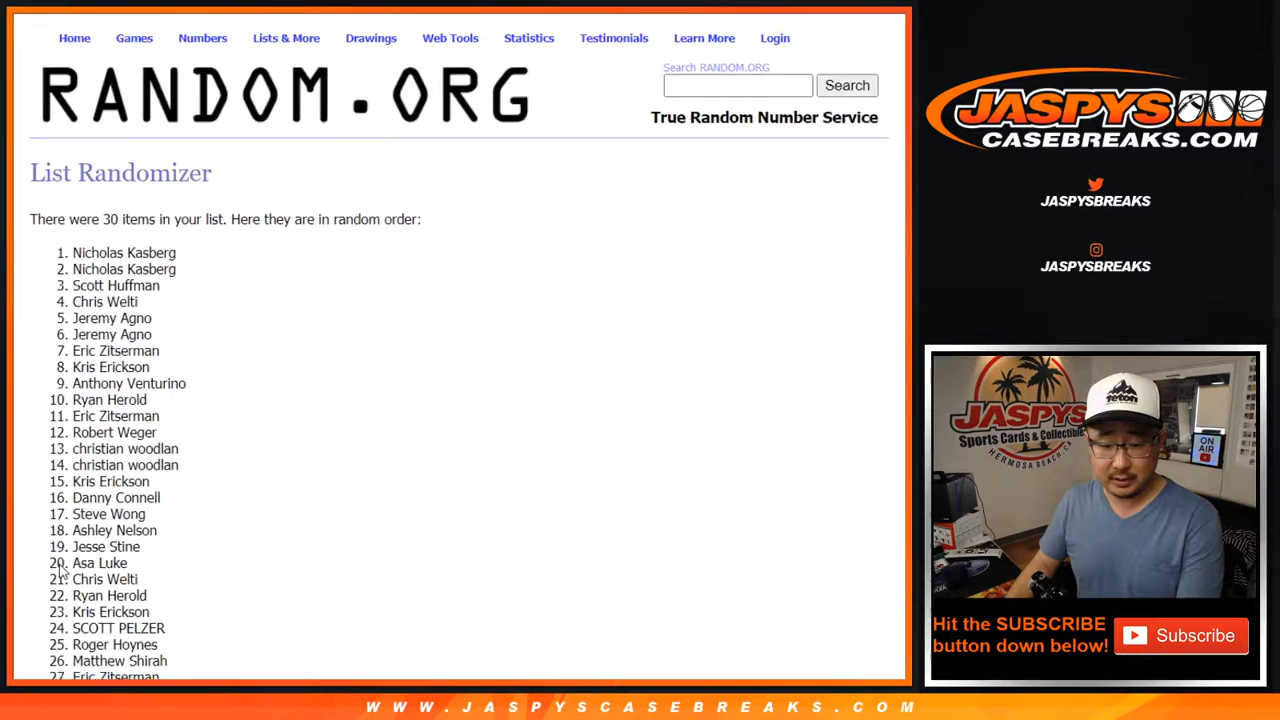 Home Games Numbers Lists & More Drawings Web Tools Statistics Testimonials Learn More Login
RANDOM.ORG
Search RANDOM.ORG
Search
True Random Number Service
List Randomizer
There were 30 items in your list. Here they are in random order:
1. Nicholas Kasberg
2. Nicholas Kasberg
3. Scott Huffman
4. Chris Welti
5. Jeremy Agno
6. Jeremy Agno
7. Eric Zitserman
8. Kris Erickson
9. Anthony Venturino
10. Ryan Herold
11. Eric Zitserman
12. Robert Weger
13. christian woodlan
14. christian woodlan
15. Kris Erickson
16. Danny Connell
17. Steve Wong
18. Ashley Nelson
19. Jesse Stine
20. Asa Luke
21. Chris Welti
22. Ryan Herold
23. Kris Erickson
24. SCOTT PELZER
25. Roger Hoynes
26. Matthew Shirah
27. Eric Zitserman
JASPYS
CASEBREAKS.COM
JASPYSBREAKS
JASPYSBREAKS
JASPYS
Sports Cards & Collectibles
HERMOSA BEACH, CA
TETON
ON
AIR
Hit the SUBSCRIBE
button down below!
Subscribe
WWW.JASPYSCASEBREAKS.COM